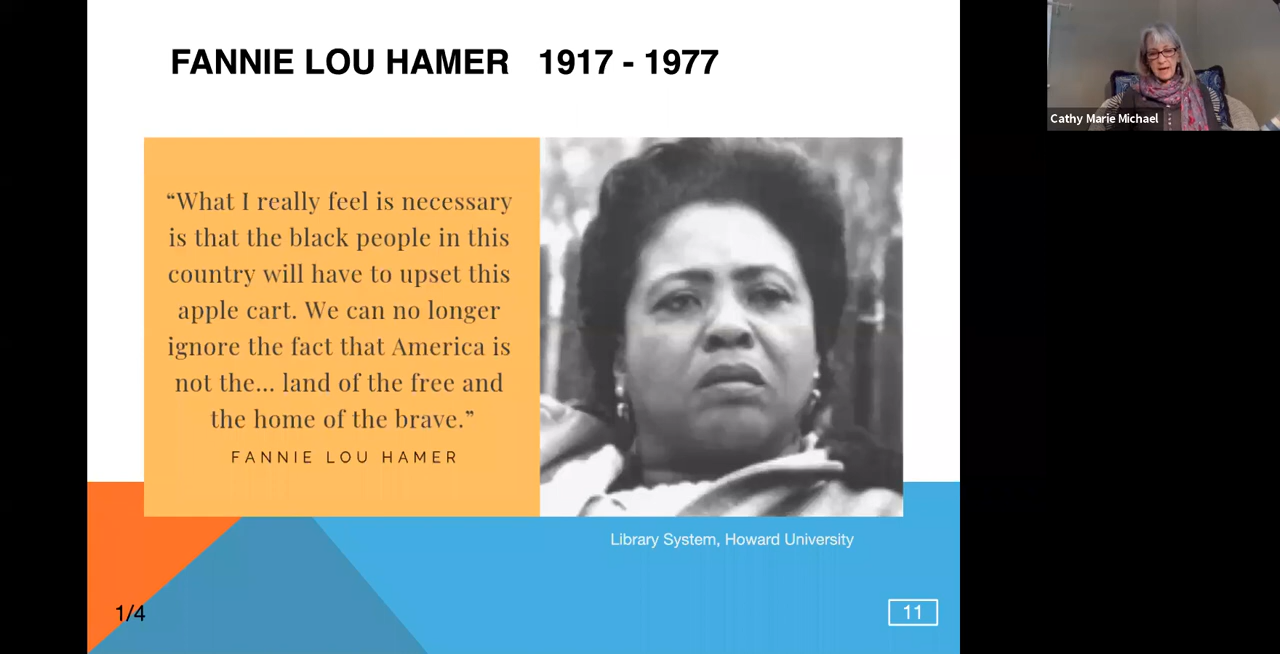 FANNIE LOU HAMER 1917 - 1977
“What I really feel is necessary
is that the black people in this
country will have to upset this
apple cart. We can no longer
ignore the fact that America is
not the... land of the free and
the home of the brave.”
FANNIE LOU HAMER
Library System, Howard University
1/4
11
Cathy Marie Michael